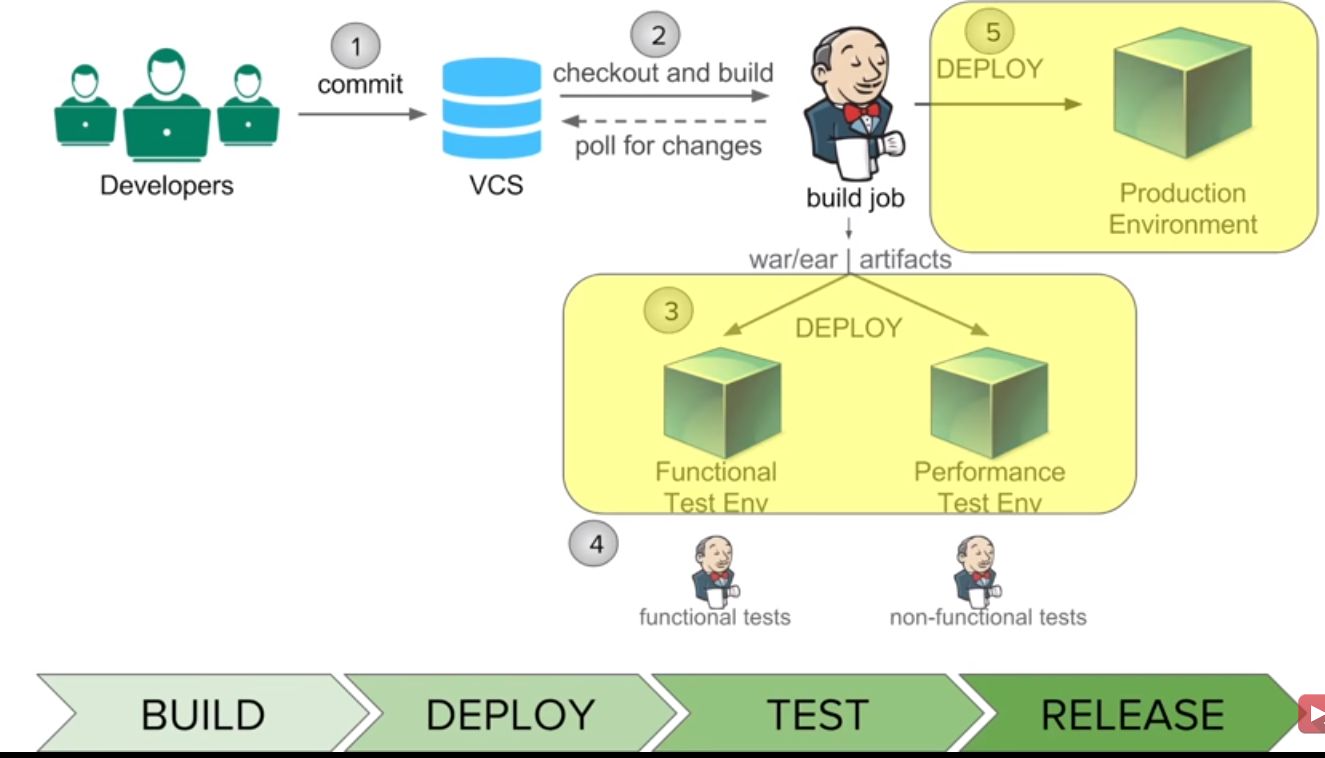 1
commit
Developers
VCS
2
checkout and build
poll for changes
build job
5
DEPLOY
Production
Environment
war/ear
artifacts
3
DEPLOY
Functional
Test Env
Performance
Test Env
4
functional tests
non-functional tests
BUILD
DEPLOY
TEST
RELEASE